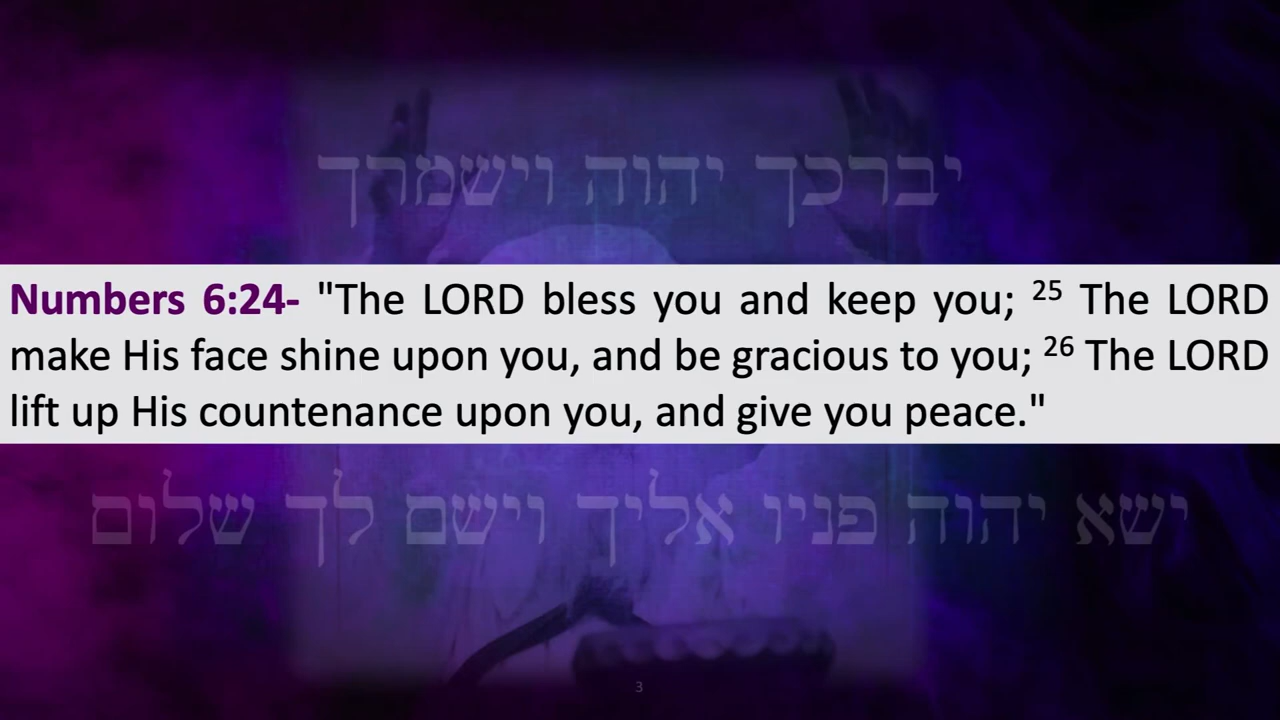 יברכך יהוה וישמרך
Numbers 6:24- "The LORD bless you and keep you; 25 The LORD
make His face shine upon you, and be gracious to you; 26 The LORD
lift up His countenance upon you, and give you peace."
ישא יהוה פניו אליך וישם לך שלום
3